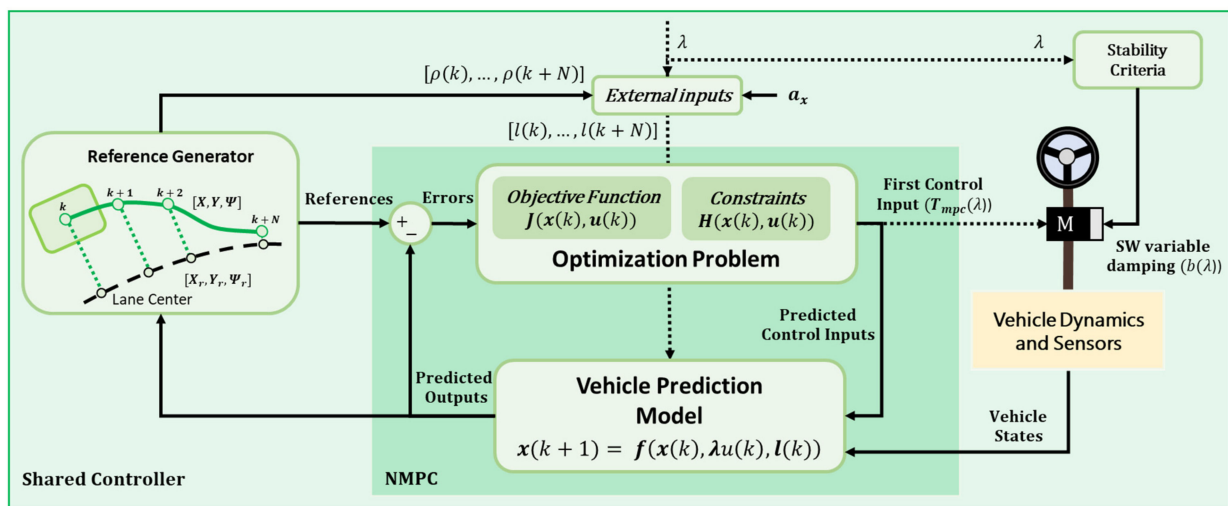 λ
λ
Stability
Criteria
[ρ(k), ..., ρ(k + N)]
External inputs
a_x
[l(k), ..., l(k + N)]
Reference Generator
k
k+1
k+2
[X, Y, Ψ]
k+N
[X_r, Y_r, Ψ_r]
Lane Center
References
+
−
Errors
Objective Function
J(x(k), u(k))
Constraints
H(x(k), u(k))
Optimization Problem
First Control
Input (T_mpc(λ))
M
SW variable
damping (b(λ))
Vehicle Dynamics
and Sensors
Predicted
Control Inputs
Predicted
Outputs
Vehicle Prediction
Model
x(k + 1) = f(x(k), λu(k), l(k))
Vehicle
States
Shared Controller
NMPC